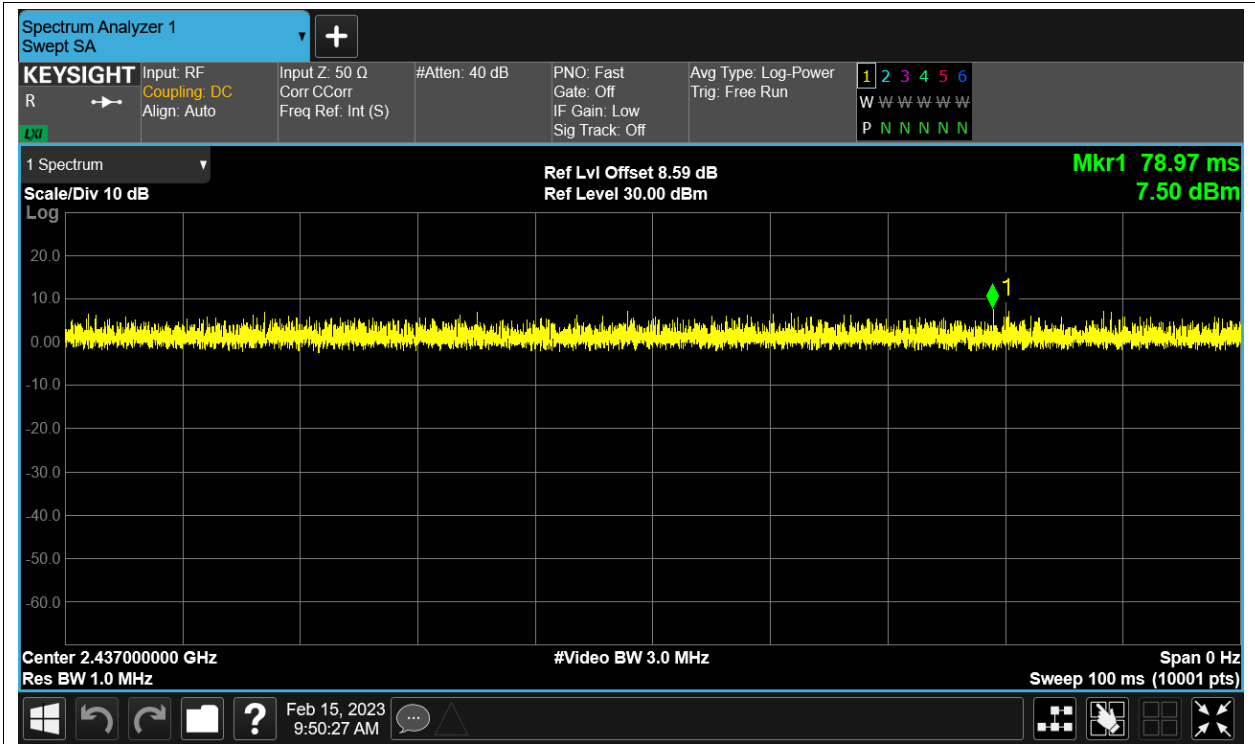 Spectrum Analyzer 1
Swept SA
+
KEYSIGHT
R
LXI
Input: RF
Coupling: DC
Align: Auto
Input Z: 50 Ω
Corr CCorr
Freq Ref: Int (S)
#Atten: 40 dB
PNO: Fast
Gate: Off
IF Gain: Low
Sig Track: Off
Avg Type: Log-Power
Trig: Free Run
1 2 3 4 5 6
W W W W W W
P N N N N N
1 Spectrum
Scale/Div 10 dB
Log
Ref Lvl Offset 8.59 dB
Ref Level 30.00 dBm
Mkr1 78.97 ms
7.50 dBm
20.0
10.0
1
0.00
-10.0
-20.0
-30.0
-40.0
-50.0
-60.0
Center 2.437000000 GHz
Res BW 1.0 MHz
#Video BW 3.0 MHz
Span 0 Hz
Sweep 100 ms (10001 pts)
?
Feb 15, 2023
9:50:27 AM